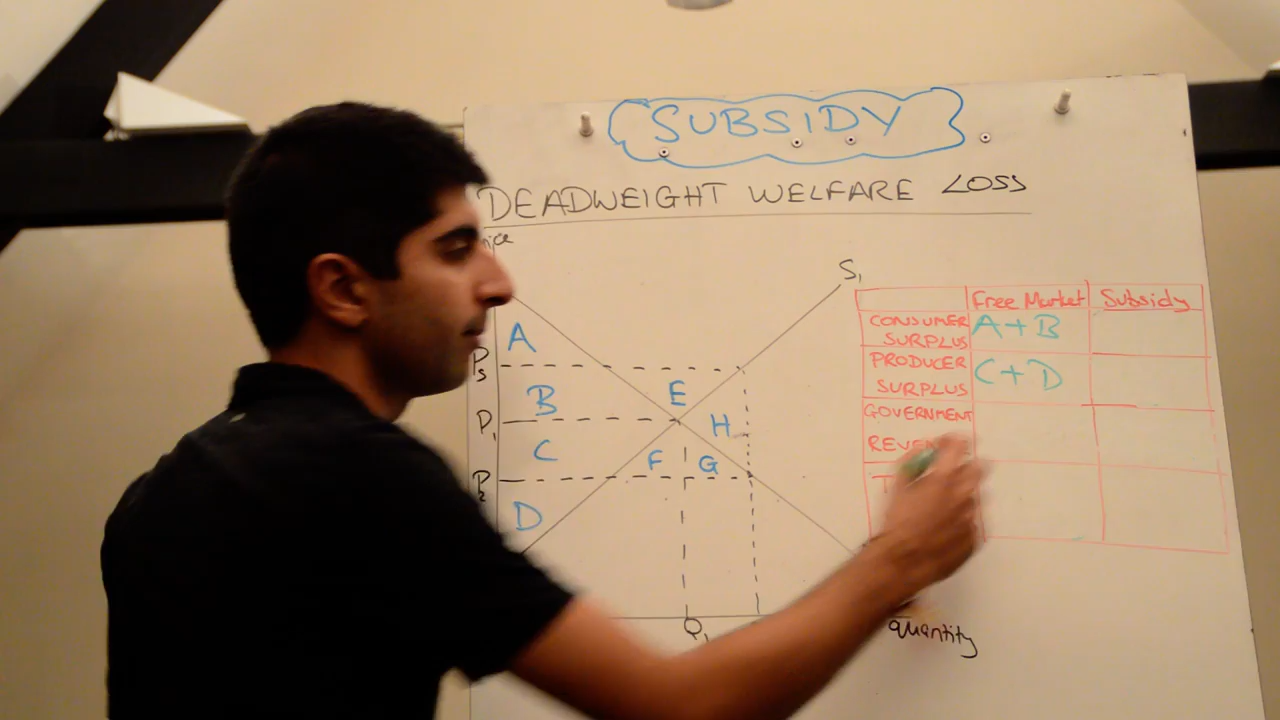 SUBSIDY
DEADWEIGHT WELFARE LOSS
S₁
Free Market Subsidy
CONSUMER SURPLUS A+B
PRODUCER SURPLUS C+D
GOVERNMENT
A
Ps
B
E
P₁
H
C
F
G
P₂
D
Q₁
quantity